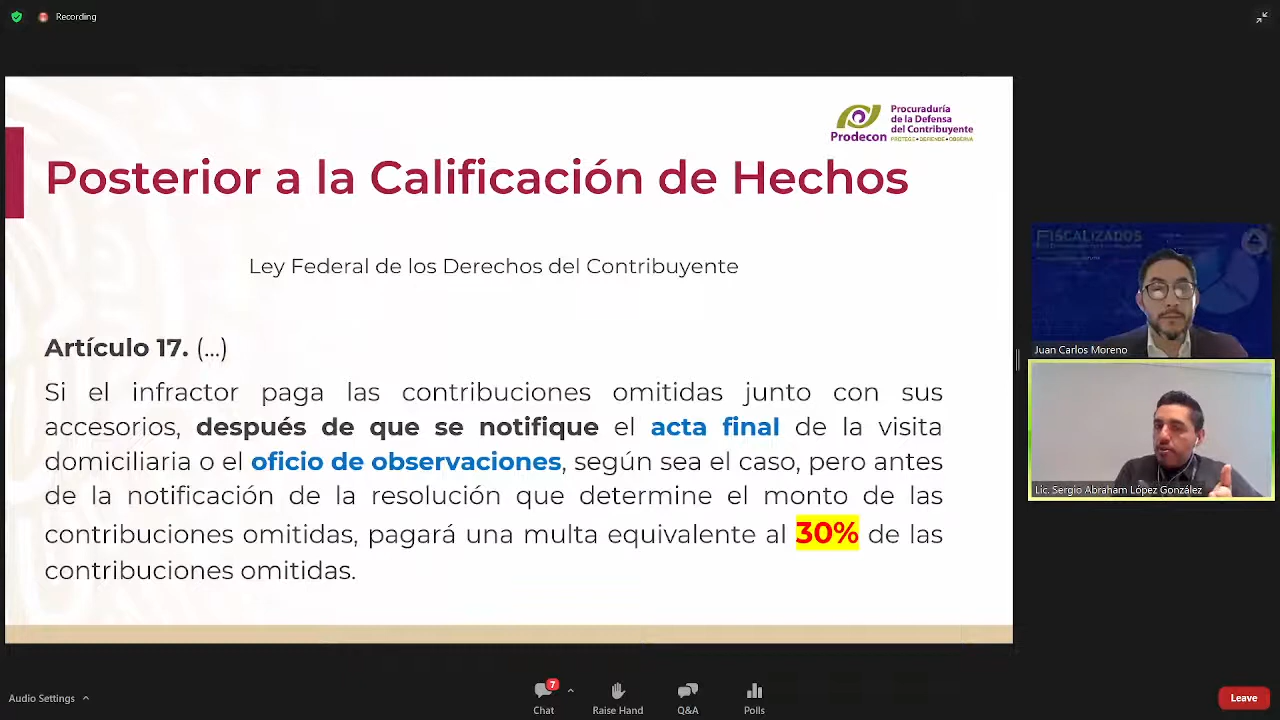 Recording
Procuraduría
de la Defensa
del Contribuyente
Prodecon
PROTEGE • DEFIENDE • OBSERVA
Posterior a la Calificación de Hechos
Ley Federal de los Derechos del Contribuyente
Artículo 17. (...)
Si el infractor paga las contribuciones omitidas junto con sus
accesorios, después de que se notifique el acta final de la visita
domiciliaria o el oficio de observaciones, según sea el caso, pero antes
de la notificación de la resolución que determine el monto de las
contribuciones omitidas, pagará una multa equivalente al 30% de las
contribuciones omitidas.
FISCALIZADOS
Juan Carlos Moreno
Lic. Sergio Abraham López González
Audio Settings
7
Chat
Raise Hand
Q&A
Polls
Leave